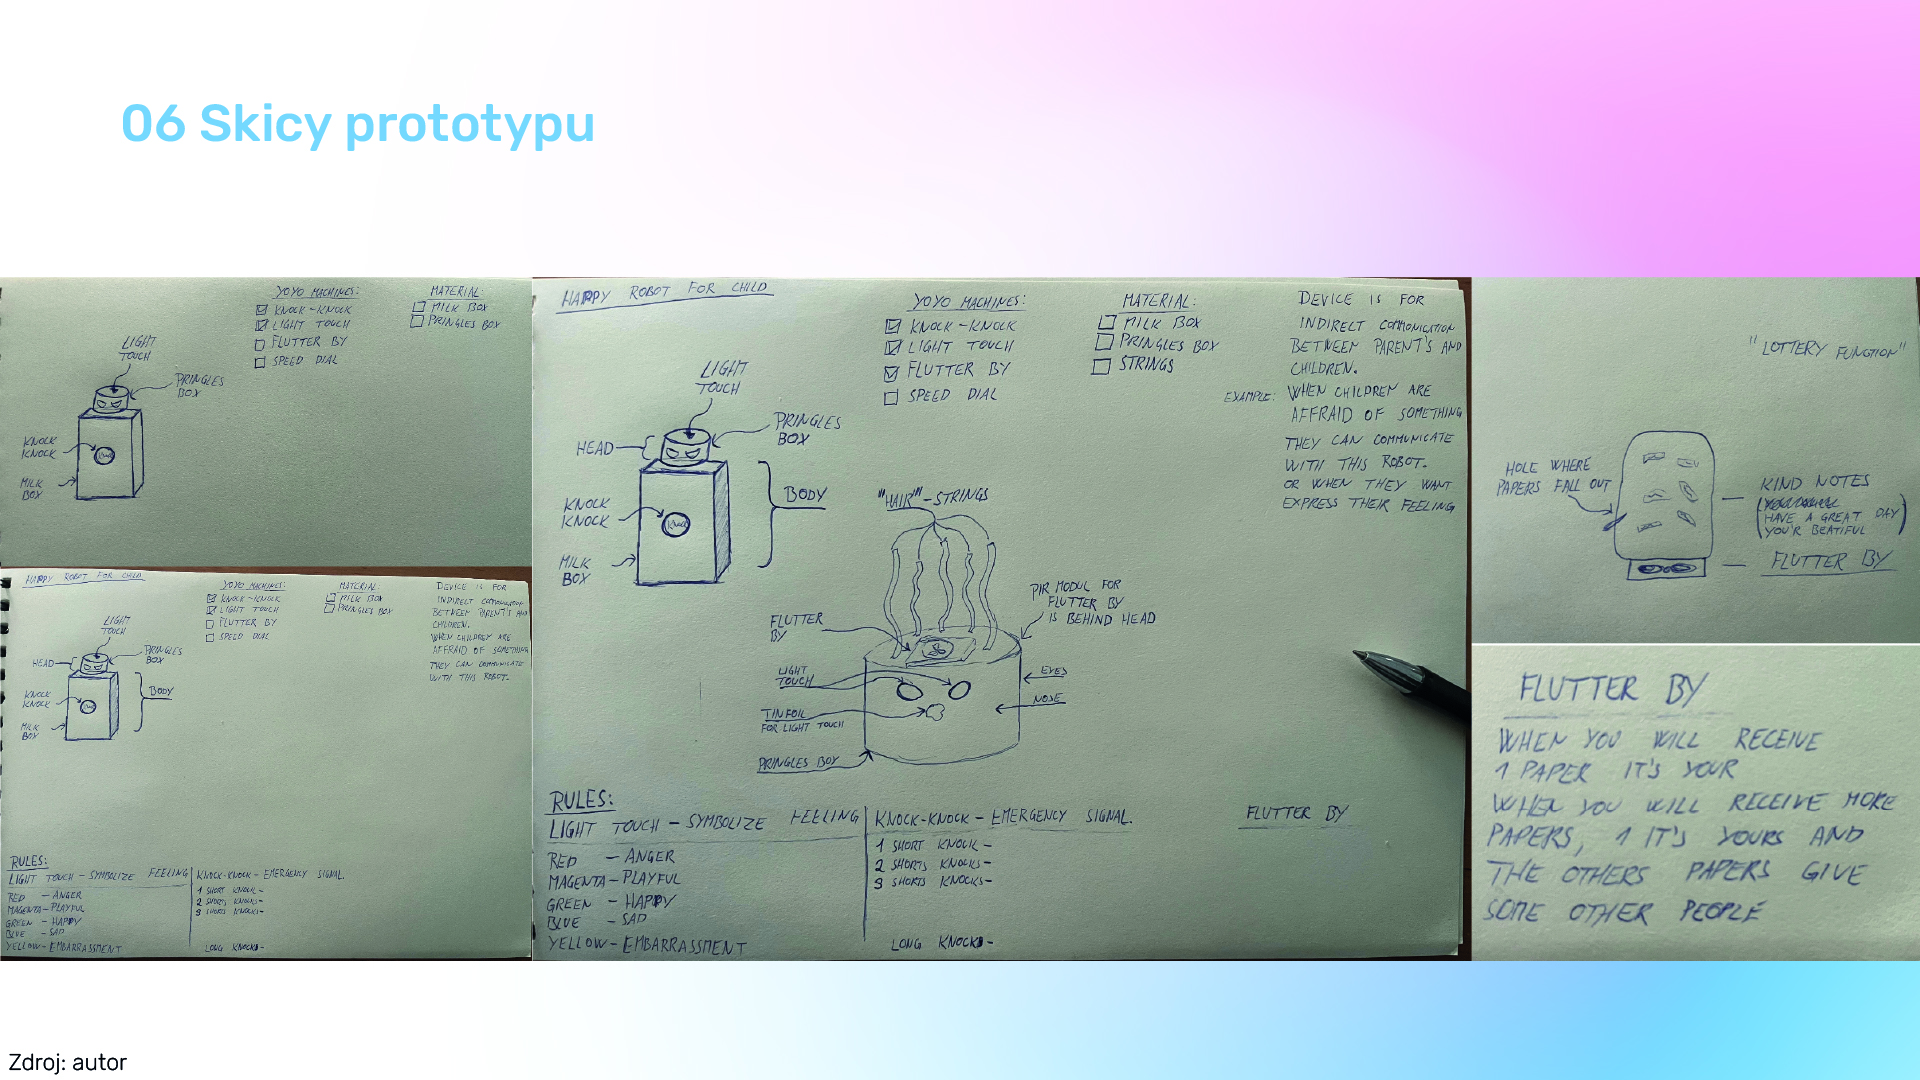 06 Skicy prototypu
YOYO MACHINES:
KNOCK-KNOCK
LIGHT TOUCH
FLUTTER BY
SPEED DIAL
MATERIAL:
MILK BOX
PRINGLES BOX
LIGHT
TOUCH
PRINGLES
BOX
KNOCK
KNOCK
MILK
BOX
HAPPY ROBOT FOR CHILD
YOYO MACHINES:
KNOCK-KNOCK
LIGHT TOUCH
FLUTTER BY
SPEED DIAL
MATERIAL:
MILK BOX
PRINGLES BOX
DEVICE IS FOR
INDIRECT COMMUNICATION
BETWEEN PARENT'S AND
CHILDREN.
WHEN CHILDREN ARE
AFFRAID OF SOMETHING
THEY CAN COMMUNICATE
WITH THIS ROBOT.
LIGHT
TOUCH
HEAD
PRINGLES
BOX
KNOCK
KNOCK
BODY
MILK
BOX
RULES:
LIGHT TOUCH - SYMBOLIZE FEELING
RED - ANGER
MAGENTA - PLAYFUL
GREEN - HAPPY
BLUE - SAD
YELLOW - EMBARRASSMENT
KNOCK-KNOCK - EMERGENCY SIGNAL.
1 SHORT KNOCK -
2 SHORTS KNOCKS -
3 SHORTS KNOCKS -
LONG KNOCK -
HAPPY ROBOT FOR CHILD
YOYO MACHINES:
KNOCK-KNOCK
LIGHT TOUCH
FLUTTER BY
SPEED DIAL
MATERIAL:
MILK BOX
PRINGLES BOX
STRINGS
DEVICE IS FOR
INDIRECT COMMONICATION
BETWEEN PARENT'S AND
CHILDREN.
EXAMPLE: WHEN CHILDREN ARE
AFFRAID OF SOMETHING
THEY CAN COMMUNICATE
WITH THIS ROBOT.
OR WHEN THEY WANT
EXPRESS THEIR FEELING
LIGHT
TOUCH
HEAD
PRINGLES
BOX
KNOCK
KNOCK
KNOCK
BODY
MILK
BOX
"HAIR" - STRINGS
PIR MODUL FOR
FLUTTER BY
IS BEHIND HEAD
FLUTTER
BY
LIGHT
TOUCH
EYES
NOSE
TINFOIL
FOR LIGHT TOUCH
PRINGLES BOX
RULES:
LIGHT TOUCH - SYMBOLIZE FEELING
RED - ANGER
MAGENTA - PLAYFUL
GREEN - HAPPY
BLUE - SAD
YELLOW - EMBARRASSMENT
KNOCK-KNOCK - EMERGENCY SIGNAL.
1 SHORT KNOCK -
2 SHORTS KNOCKS -
3 SHORTS KNOCKS -
LONG KNOCK -
FLUTTER BY
"LOTTERY FUNCTION"
HOLE WHERE
PAPERS FALL OUT
KIND NOTES
(HAVE A GREAT DAY
YOU'R BEATIFUL)
FLUTTER BY
FLUTTER BY
WHEN YOU WILL RECEIVE
1 PAPER IT'S YOUR
WHEN YOU WILL RECEIVE MORE
PAPERS, 1 IT'S YOURS AND
THE OTHERS PAPERS GIVE
SOME OTHER PEOPLE
Zdroj: autor